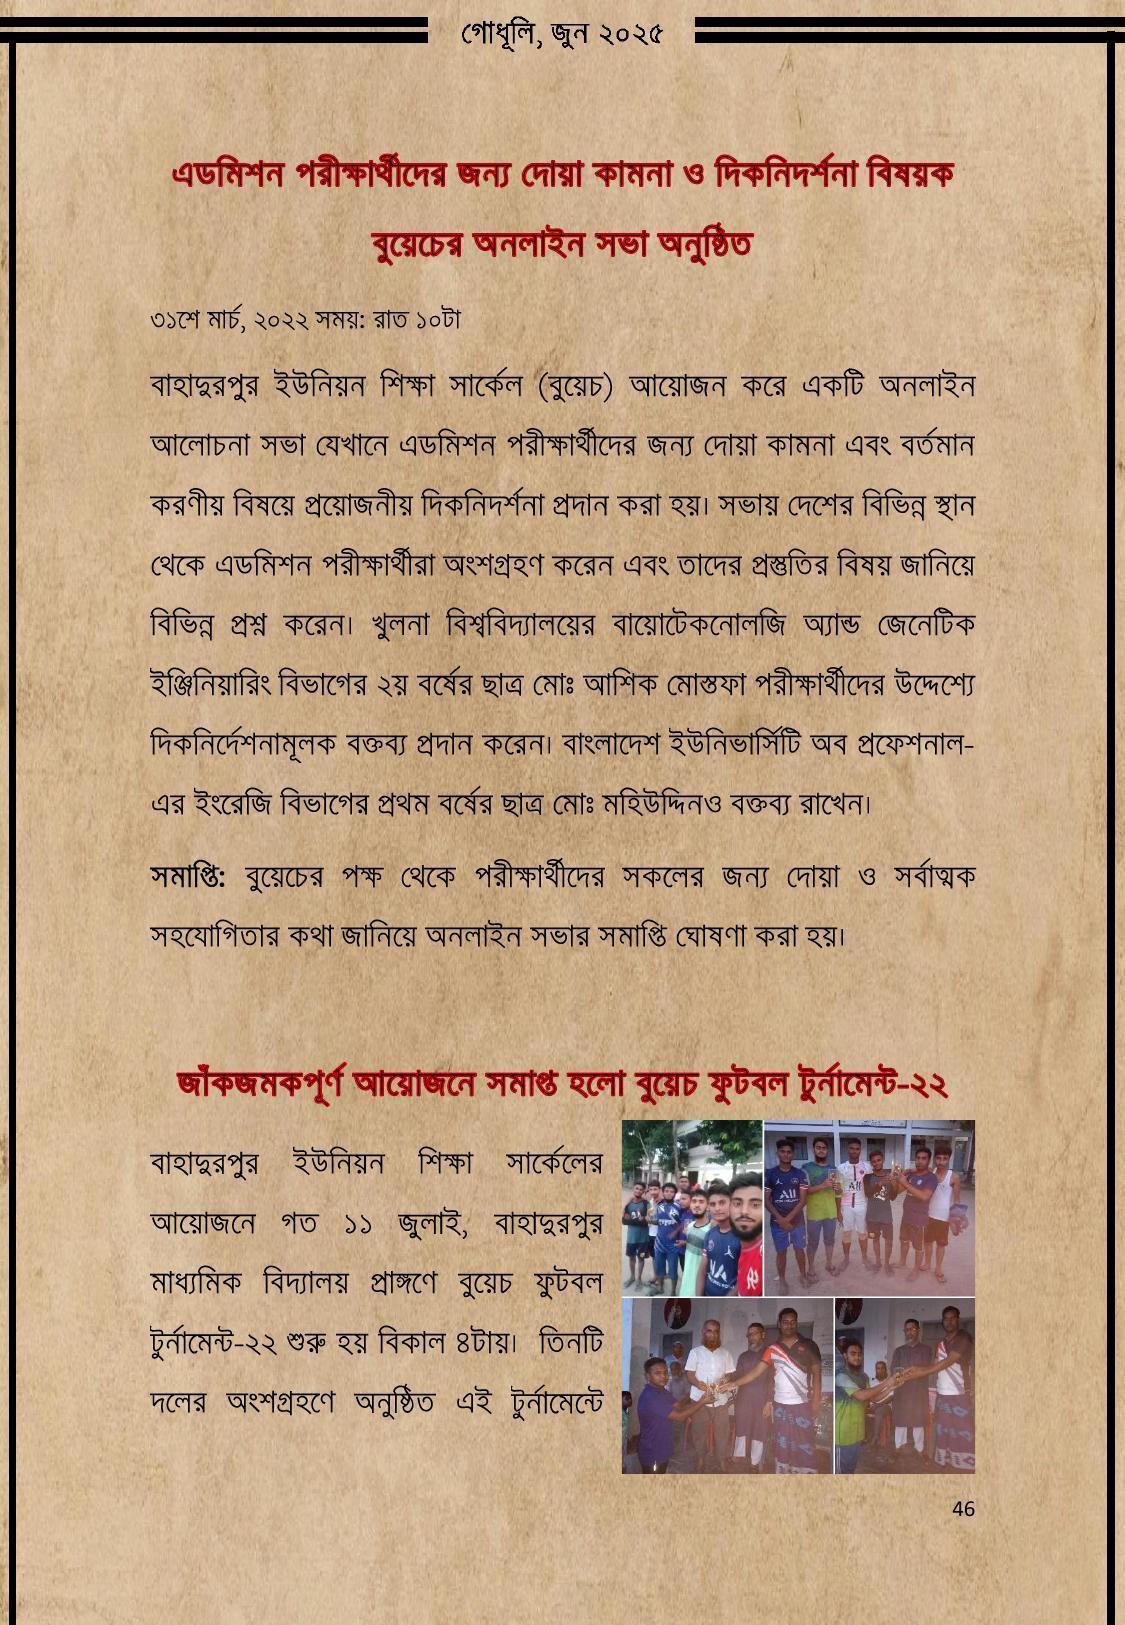 গোধূলি, জুন ২০২৫
এডমিশন পরীক্ষার্থীদের জন্য দোয়া কামনা ও দিকনিদর্শনা বিষয়ক
বুয়েচের অনলাইন সভা অনুষ্ঠিত
৩১শে মার্চ, ২০২২ সময়: রাত ১০টা
বাহাদুরপুর ইউনিয়ন শিক্ষা সার্কেল (বুয়েচ) আয়োজন করে একটি অনলাইন
আলোচনা সভা যেখানে এডমিশন পরীক্ষার্থীদের জন্য দোয়া কামনা এবং বর্তমান
করণীয় বিষয়ে প্রয়োজনীয় দিকনিদর্শনা প্রদান করা হয়। সভায় দেশের বিভিন্ন স্থান
থেকে এডমিশন পরীক্ষার্থীরা অংশগ্রহণ করেন এবং তাদের প্রস্তুতির বিষয় জানিয়ে
বিভিন্ন প্রশ্ন করেন। খুলনা বিশ্ববিদ্যালয়ের বায়োটেকনোলজি অ্যান্ড জেনেটিক
ইঞ্জিনিয়ারিং বিভাগের ২য় বর্ষের ছাত্র মোঃ আশিক মোস্তফা পরীক্ষার্থীদের উদ্দেশ্যে
দিকনির্দেশনামূলক বক্তব্য প্রদান করেন। বাংলাদেশ ইউনিভার্সিটি অব প্রফেশনাল-
এর ইংরেজি বিভাগের প্রথম বর্ষের ছাত্র মোঃ মহিউদ্দিনও বক্তব্য রাখেন।
সমাপ্তি: বুয়েচের পক্ষ থেকে পরীক্ষার্থীদের সকলের জন্য দোয়া ও সর্বাত্মক
সহযোগিতার কথা জানিয়ে অনলাইন সভার সমাপ্তি ঘোষণা করা হয়।
জাঁকজমকপূর্ণ আয়োজনে সমাপ্ত হলো বুয়েচ ফুটবল টুর্নামেন্ট-২২
বাহাদুরপুর ইউনিয়ন শিক্ষা সার্কেলের
আয়োজনে গত ১১ জুলাই, বাহাদুরপুর
মাধ্যমিক বিদ্যালয় প্রাঙ্গণে বুয়েচ ফুটবল
টুর্নামেন্ট-২২ শুরু হয় বিকাল ৪টায়। তিনটি
দলের অংশগ্রহণে অনুষ্ঠিত এই টুর্নামেন্টে
46